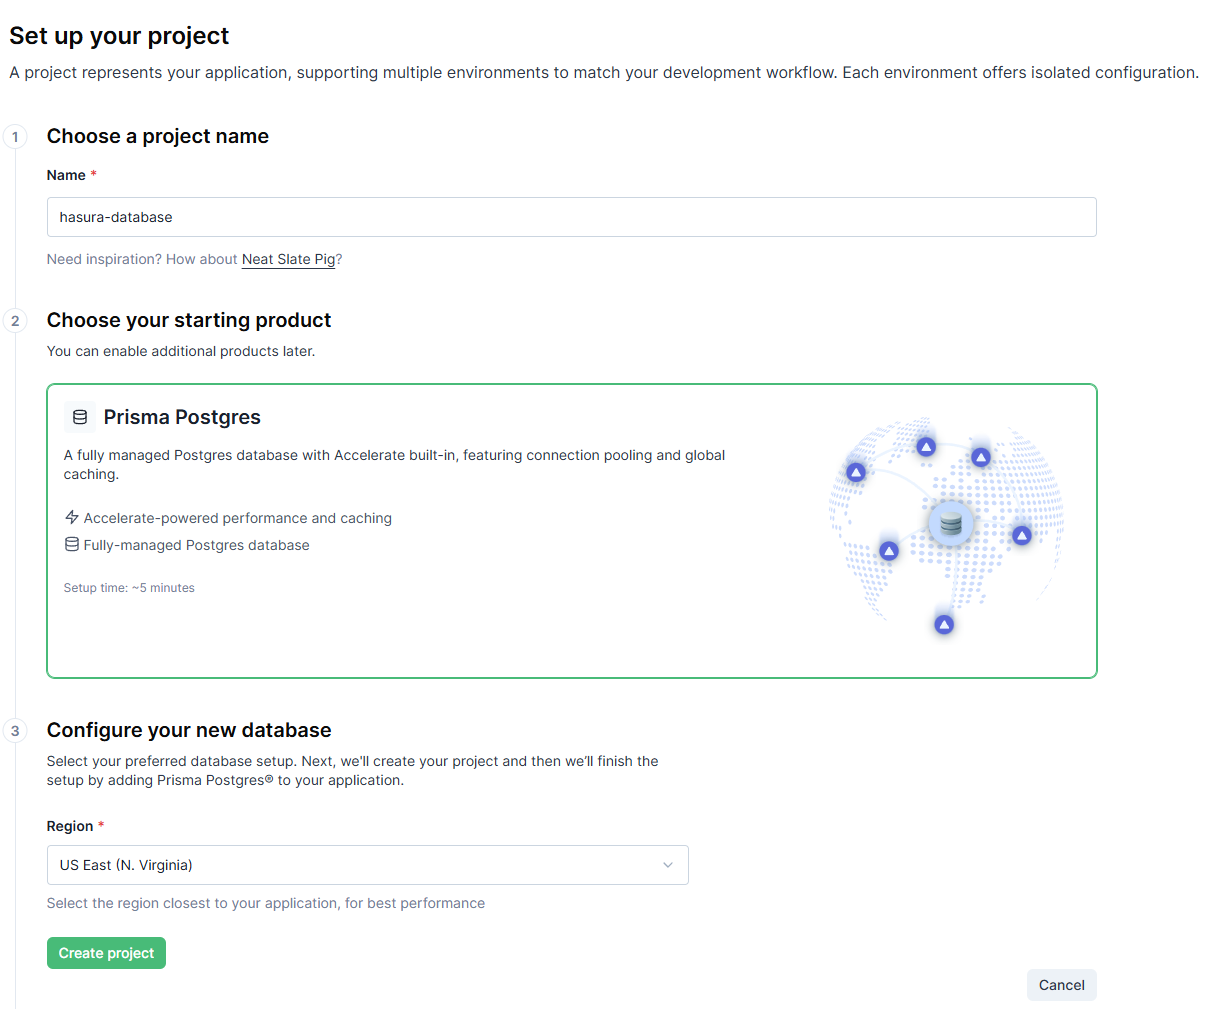 Set up your project
A project represents your application, supporting multiple environments to match your development workflow. Each environment offers isolated configuration.
1
Choose a project name
Name *
hasura-database
Need inspiration? How about Neat Slate Pig?
2
Choose your starting product
You can enable additional products later.
Prisma Postgres
A fully managed Postgres database with Accelerate built-in, featuring connection pooling and global
caching.
Accelerate-powered performance and caching
Fully-managed Postgres database
Setup time: ~5 minutes
3
Configure your new database
Select your preferred database setup. Next, we'll create your project and then we’ll finish the
setup by adding Prisma Postgres® to your application.
Region *
US East (N. Virginia)
Select the region closest to your application, for best performance
Create project
Cancel